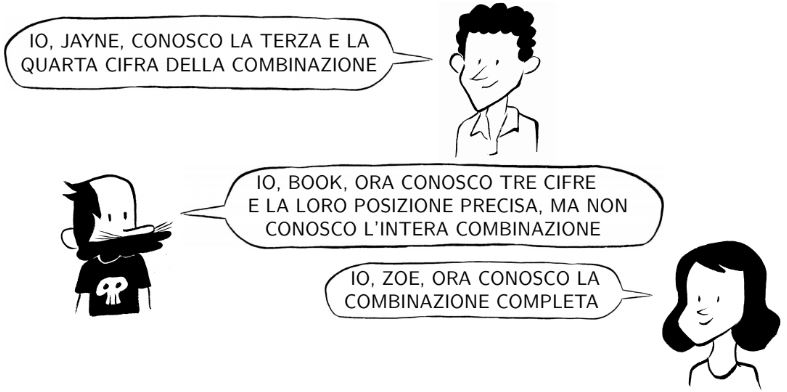 IO, JAYNE, CONOSCO LA TERZA E LA
QUARTA CIFRA DELLA COMBINAZIONE
IO, BOOK, ORA CONOSCO TRE CIFRE
E LA LORO POSIZIONE PRECISA, MA NON
CONOSCO L'INTERA COMBINAZIONE
IO, ZOE, ORA CONOSCO LA
COMBINAZIONE COMPLETA